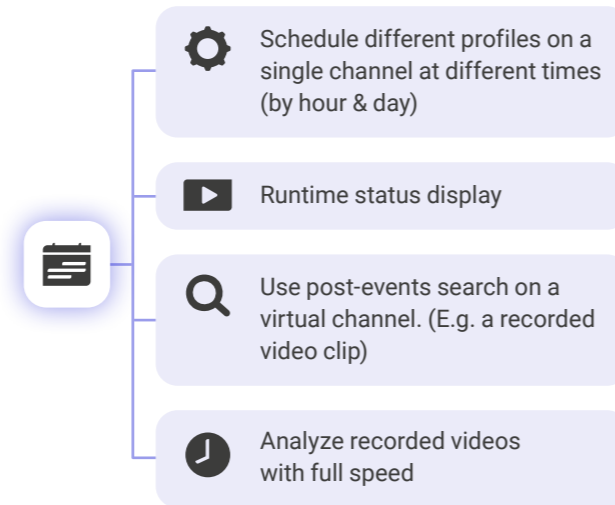 Schedule different profiles on a
single channel at different times
(by hour & day)
Runtime status display
Use post-events search on a
virtual channel. (E.g. a recorded
video clip)
Analyze recorded videos
with full speed